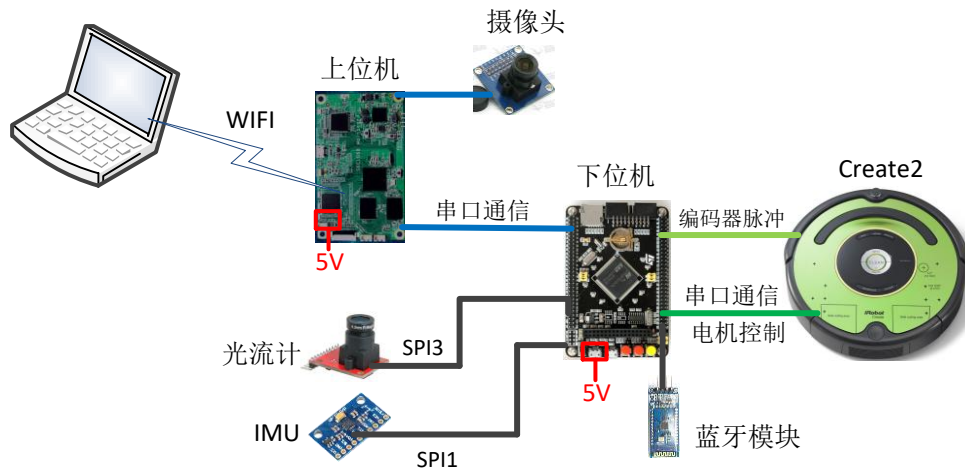 摄像头
上位机
WIFI
下位机
Create2
串口通信
编码器脉冲
5V
串口通信
电机控制
光流计
SPI3
5V
IMU
SPI1
蓝牙模块
iRobot